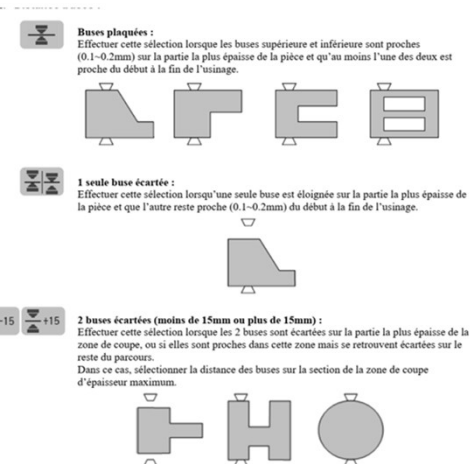 Buses plaquées :
Effectuer cette sélection lorsque les buses supérieure et inférieure sont proches
(0.1~0.2mm) sur la partie la plus épaisse de la pièce et qu'au moins l'une des deux est
proche du début à la fin de l'usinage.
1 seule buse écartée :
Effectuer cette sélection lorsqu'une seule buse est éloignée sur la partie la plus épaisse de
la pièce et que l'autre reste proche (0.1~0.2mm) du début à la fin de l'usinage.
-15 +15
2 buses écartées (moins de 15mm ou plus de 15mm) :
Effectuer cette sélection lorsque les 2 buses sont écartées sur la partie la plus épaisse de la
zone de coupe, ou si elles sont proches dans cette zone mais se retrouvent écartées sur le
reste du parcours.
Dans ce cas, sélectionner la distance des buses sur la section de la zone de coupe
d'épaisseur maximum.